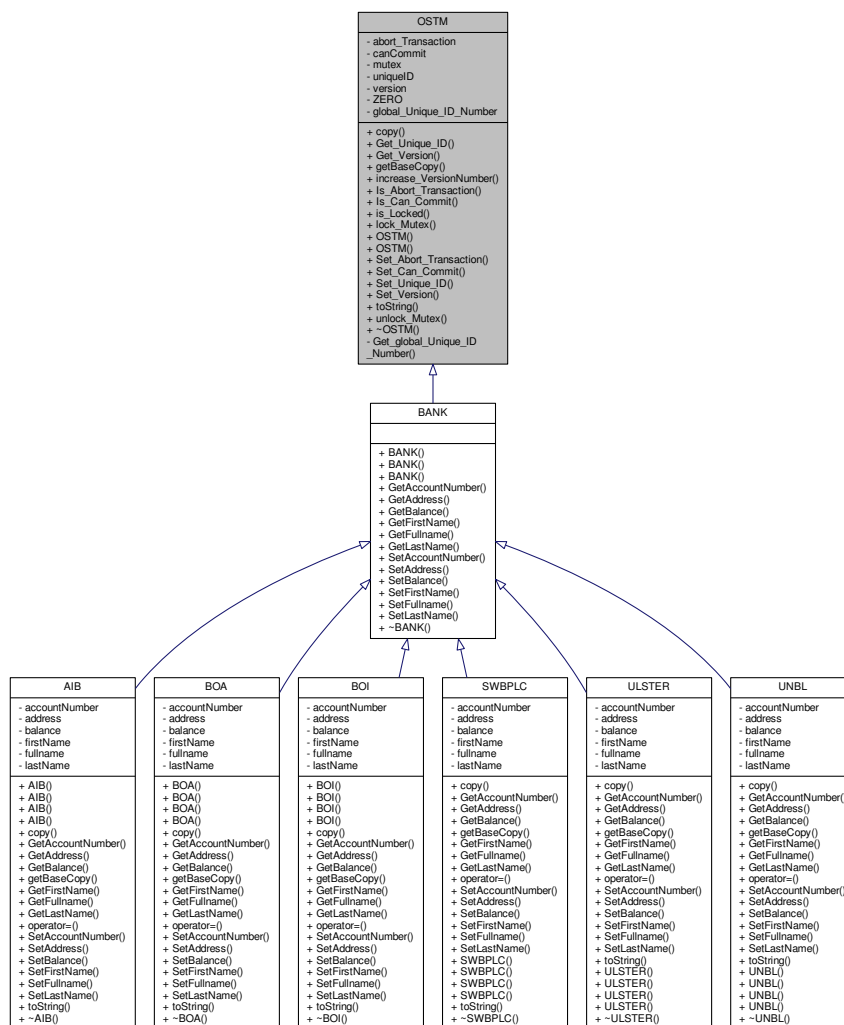 OSTM
- abort_Transaction
- canCommit
- mutex
- uniqueID
- version
- ZERO
- global_Unique_ID_Number
+ copy()
+ Get_Unique_ID()
+ Get_Version()
+ getBaseCopy()
+ increase_VersionNumber()
+ Is_Abort_Transaction()
+ Is_Can_Commit()
+ is_Locked()
+ lock_Mutex()
+ OSTM()
+ OSTM()
+ Set_Abort_Transaction()
+ Set_Can_Commit()
+ Set_Unique_ID()
+ Set_Version()
+ toString()
+ unlock_Mutex()
+ ~OSTM()
- Get_global_Unique_ID
_Number()
BANK
+ BANK()
+ BANK()
+ BANK()
+ GetAccountNumber()
+ GetAddress()
+ GetBalance()
+ GetFirstName()
+ GetFullname()
+ GetLastName()
+ SetAccountNumber()
+ SetAddress()
+ SetBalance()
+ SetFirstName()
+ SetFullname()
+ SetLastName()
+ ~BANK()
AIB
- accountNumber
- address
- balance
- firstName
- fullname
- lastName
+ AIB()
+ AIB()
+ AIB()
+ AIB()
+ copy()
+ GetAccountNumber()
+ GetAddress()
+ GetBalance()
+ getBaseCopy()
+ GetFirstName()
+ GetFullname()
+ GetLastName()
+ operator=()
+ SetAccountNumber()
+ SetAddress()
+ SetBalance()
+ SetFirstName()
+ SetFullname()
+ SetLastName()
+ toString()
+ ~AIB()
BOA
- accountNumber
- address
- balance
- firstName
- fullname
- lastName
+ BOA()
+ BOA()
+ BOA()
+ BOA()
+ copy()
+ GetAccountNumber()
+ GetAddress()
+ GetBalance()
+ getBaseCopy()
+ GetFirstName()
+ GetFullname()
+ GetLastName()
+ operator=()
+ SetAccountNumber()
+ SetAddress()
+ SetBalance()
+ SetFirstName()
+ SetFullname()
+ SetLastName()
+ toString()
+ ~BOA()
BOI
- accountNumber
- address
- balance
- firstName
- fullname
- lastName
+ BOI()
+ BOI()
+ BOI()
+ BOI()
+ copy()
+ GetAccountNumber()
+ GetAddress()
+ GetBalance()
+ getBaseCopy()
+ GetFirstName()
+ GetFullname()
+ GetLastName()
+ operator=()
+ SetAccountNumber()
+ SetAddress()
+ SetBalance()
+ SetFirstName()
+ SetFullname()
+ SetLastName()
+ toString()
+ ~BOI()
SWBPLC
- accountNumber
- address
- balance
- firstName
- fullname
- lastName
+ copy()
+ GetAccountNumber()
+ GetAddress()
+ GetBalance()
+ getBaseCopy()
+ GetFirstName()
+ GetFullname()
+ GetLastName()
+ operator=()
+ SetAccountNumber()
+ SetAddress()
+ SetBalance()
+ SetFirstName()
+ SetFullname()
+ SetLastName()
+ SWBPLC()
+ SWBPLC()
+ SWBPLC()
+ SWBPLC()
+ toString()
+ ~SWBPLC()
ULSTER
- accountNumber
- address
- balance
- firstName
- fullname
- lastName
+ copy()
+ GetAccountNumber()
+ GetAddress()
+ GetBalance()
+ getBaseCopy()
+ GetFirstName()
+ GetFullname()
+ GetLastName()
+ operator=()
+ SetAccountNumber()
+ SetAddress()
+ SetBalance()
+ SetFirstName()
+ SetFullname()
+ SetLastName()
+ toString()
+ ULSTER()
+ ULSTER()
+ ULSTER()
+ ULSTER()
+ ~ULSTER()
UNBL
- accountNumber
- address
- balance
- firstName
- fullname
- lastName
+ copy()
+ GetAccountNumber()
+ GetAddress()
+ GetBalance()
+ getBaseCopy()
+ GetFirstName()
+ GetFullname()
+ GetLastName()
+ operator=()
+ SetAccountNumber()
+ SetAddress()
+ SetBalance()
+ SetFirstName()
+ SetFullname()
+ SetLastName()
+ toString()
+ UNBL()
+ UNBL()
+ UNBL()
+ UNBL()
+ ~UNBL()